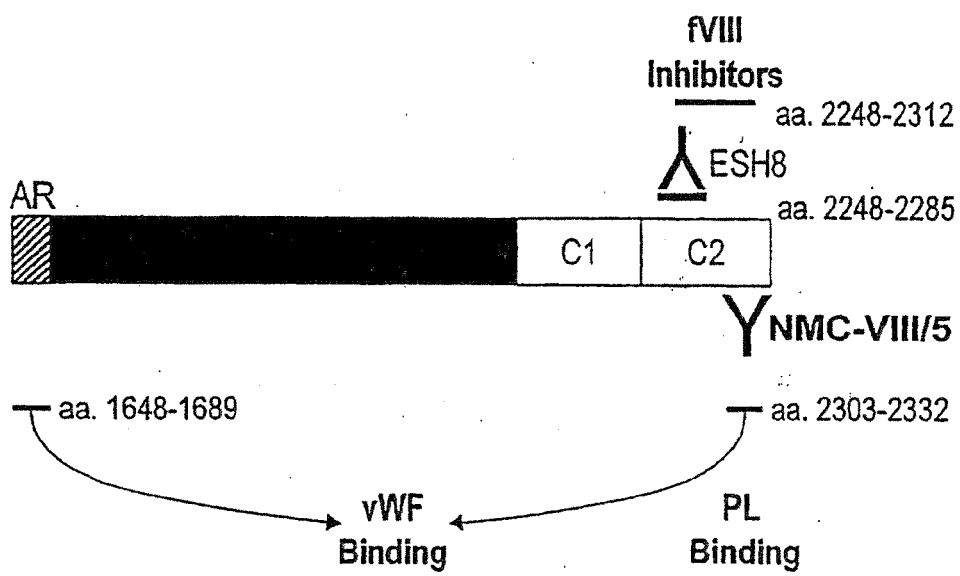 fVIII
Inhibitors
aa. 2248-2312
ESH8
AR
aa. 2248-2285
C1
C2
NMC-VIII/5
aa. 1648-1689
aa. 2303-2332
vWF
Binding
PL
Binding